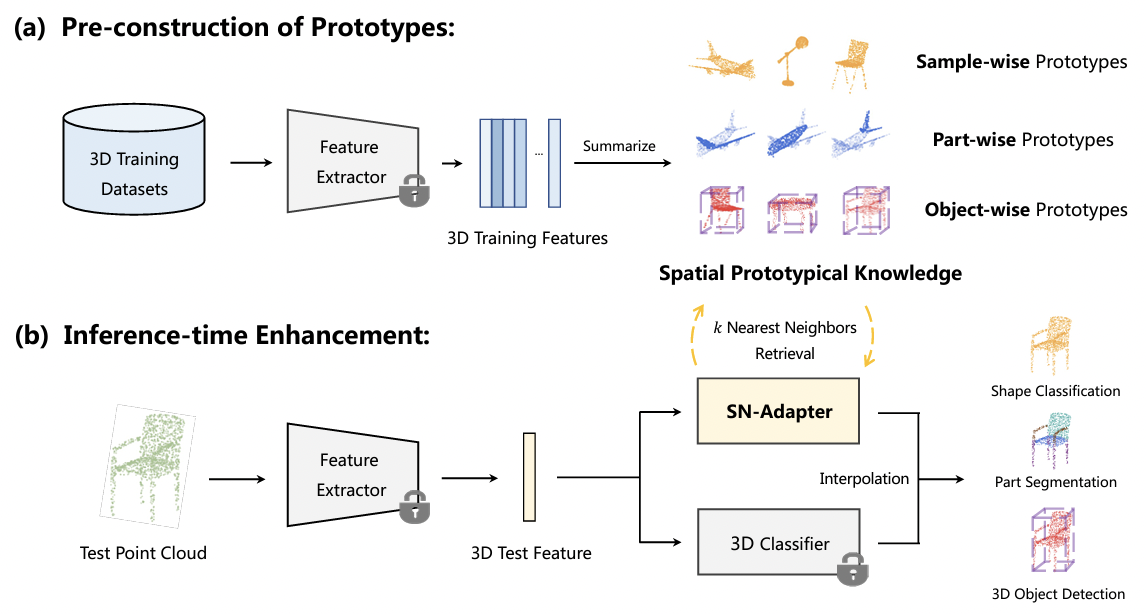 (a) Pre-construction of Prototypes:
Sample-wise Prototypes
3D Training
Datasets
Feature
Extractor
...
Summarize
Part-wise Prototypes
3D Training Features
Object-wise Prototypes
Spatial Prototypical Knowledge
(b) Inference-time Enhancement:
k Nearest Neighbors
Retrieval
Shape Classification
SN-Adapter
Feature
Extractor
Interpolation
Part Segmentation
Test Point Cloud
3D Test Feature
3D Classifier
3D Object Detection